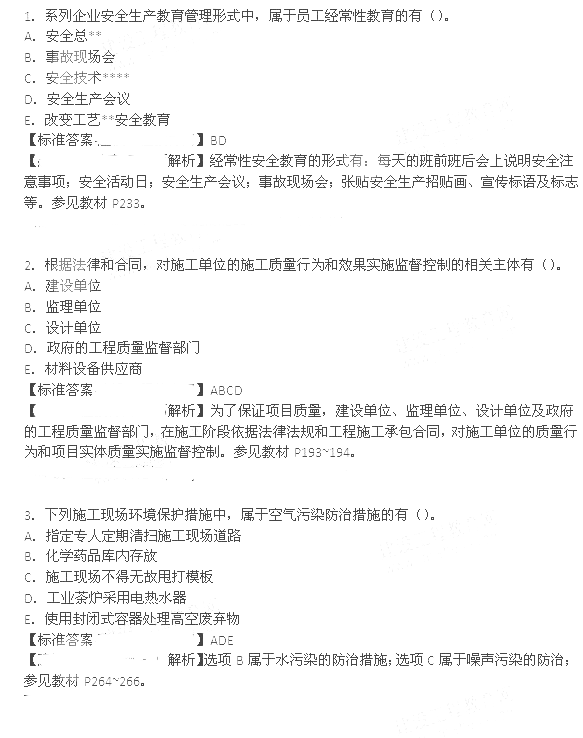 1. 系列企业安全生产教育管理形式中，属于员工经常性教育的有（）。
A. 安全总**
B. 事故现场会
C. 安全技术****
D. 安全生产会议
E. 改变工艺**安全教育
【标准答案 】BD
【 解析】经常性安全教育的形式有：每天的班前班后会上说明安全注
意事项；安全活动日；安全生产会议；事故现场会；张贴安全生产招贴画、宣传标语及标志
等。参见教材 P233。
2. 根据法律和合同，对施工单位的施工质量行为和效果实施监督控制的相关主体有（）。
A. 建设单位
B. 监理单位
C. 设计单位
D. 政府的工程质量监督部门
E. 材料设备供应商
【标准答案 】ABCD
【 解析】为了保证项目质量，建设单位、监理单位、设计单位及政府
的工程质量监督部门，在施工阶段依据法律法规和工程施工承包合同，对施工单位的质量行
为和项目实体质量实施监督控制。参见教材 P193~194。
3. 下列施工现场环境保护措施中，属于空气污染防治措施的有（）。
A. 指定专人定期清扫施工现场道路
B. 化学药品库内存放
C. 施工现场不得无故甩打模板
D. 工业茶炉采用电热水器
E. 使用封闭式容器处理高空废弃物
【标准答案 】ADE
【 解析】选项 B 属于水污染的防治措施；选项 C 属于噪声污染的防治；
参见教材 P264~266。